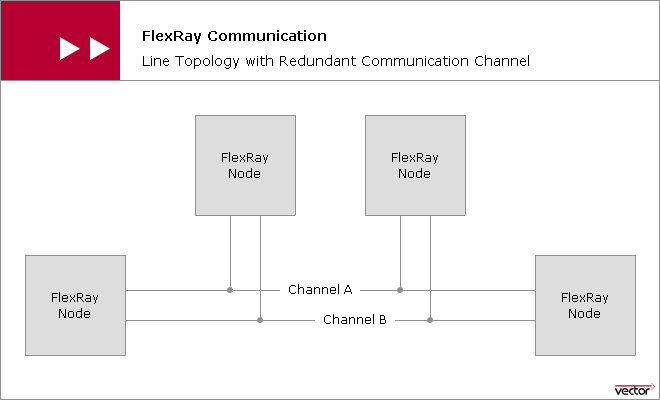 FlexRay Communication
Line Topology with Redundant Communication Channel
FlexRay
Node
FlexRay
Node
FlexRay
Node
Channel A
Channel B
FlexRay
Node
vector